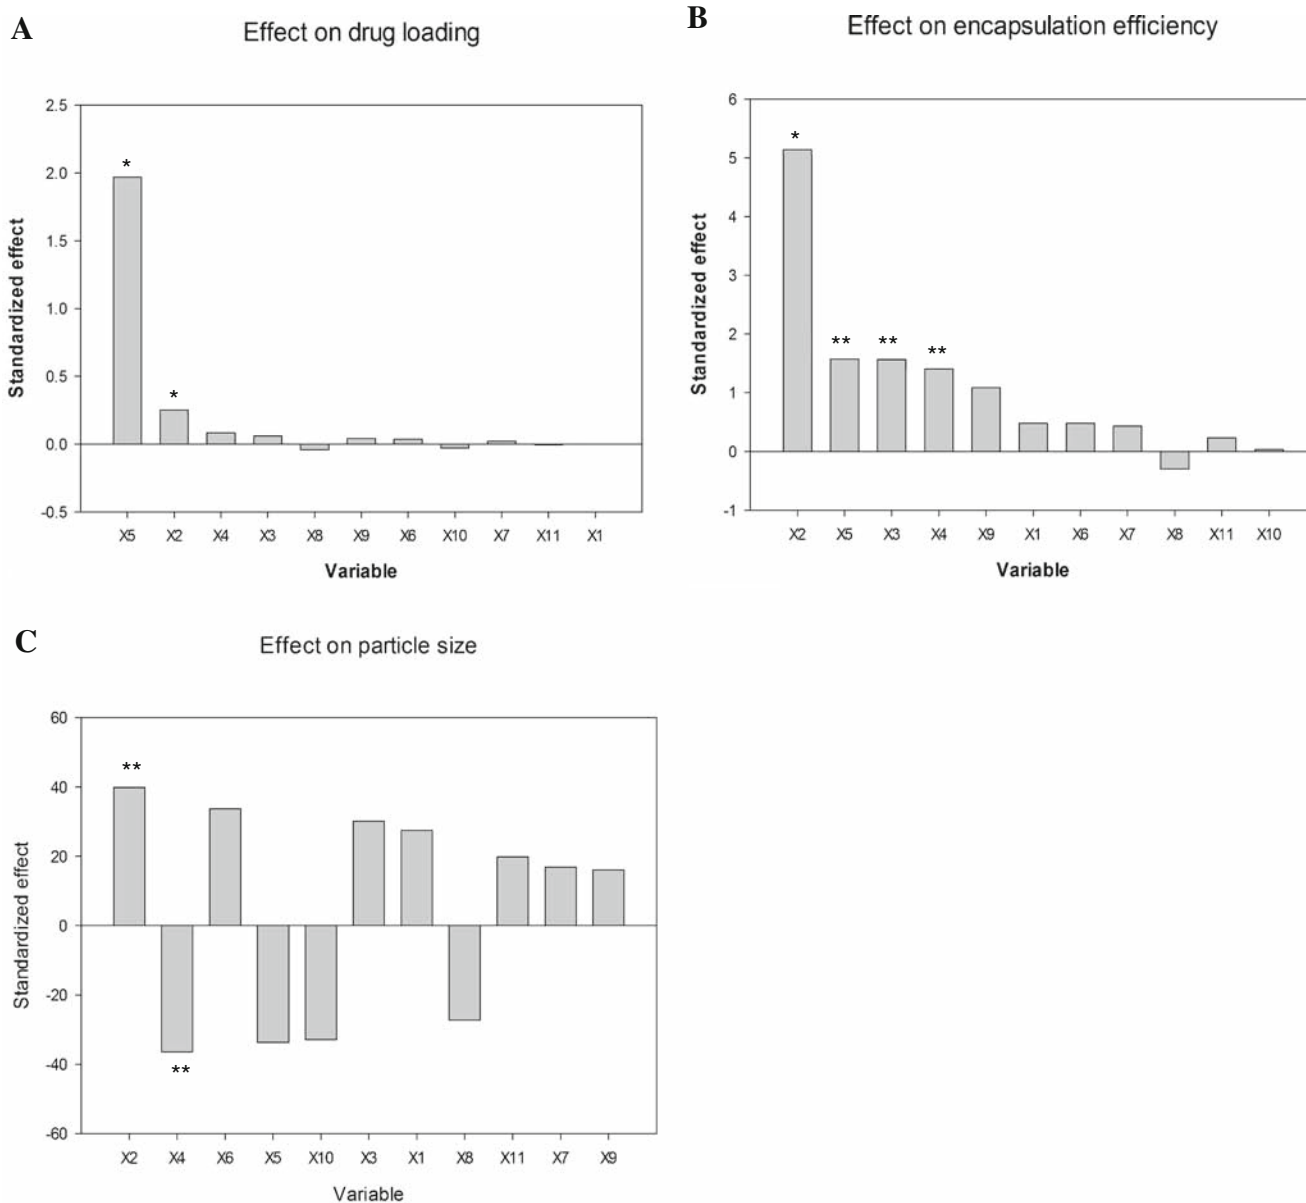 A
Effect on drug loading
2.5
2.0
1.5
1.0
0.5
0.0
-0.5
Standardized effect
*
*
X5 X2 X4 X3 X8 X9 X6 X10 X7 X11 X1
Variable
B
Effect on encapsulation efficiency
6
5
4
3
2
1
0
-1
Standardized effect
*
** ** **
X2 X5 X3 X4 X9 X1 X6 X7 X8 X11 X10
Variable
C
Effect on particle size
60
40
20
0
-20
-40
-60
Standardized effect
**
**
X2 X4 X6 X5 X10 X3 X1 X8 X11 X7 X9
Variable